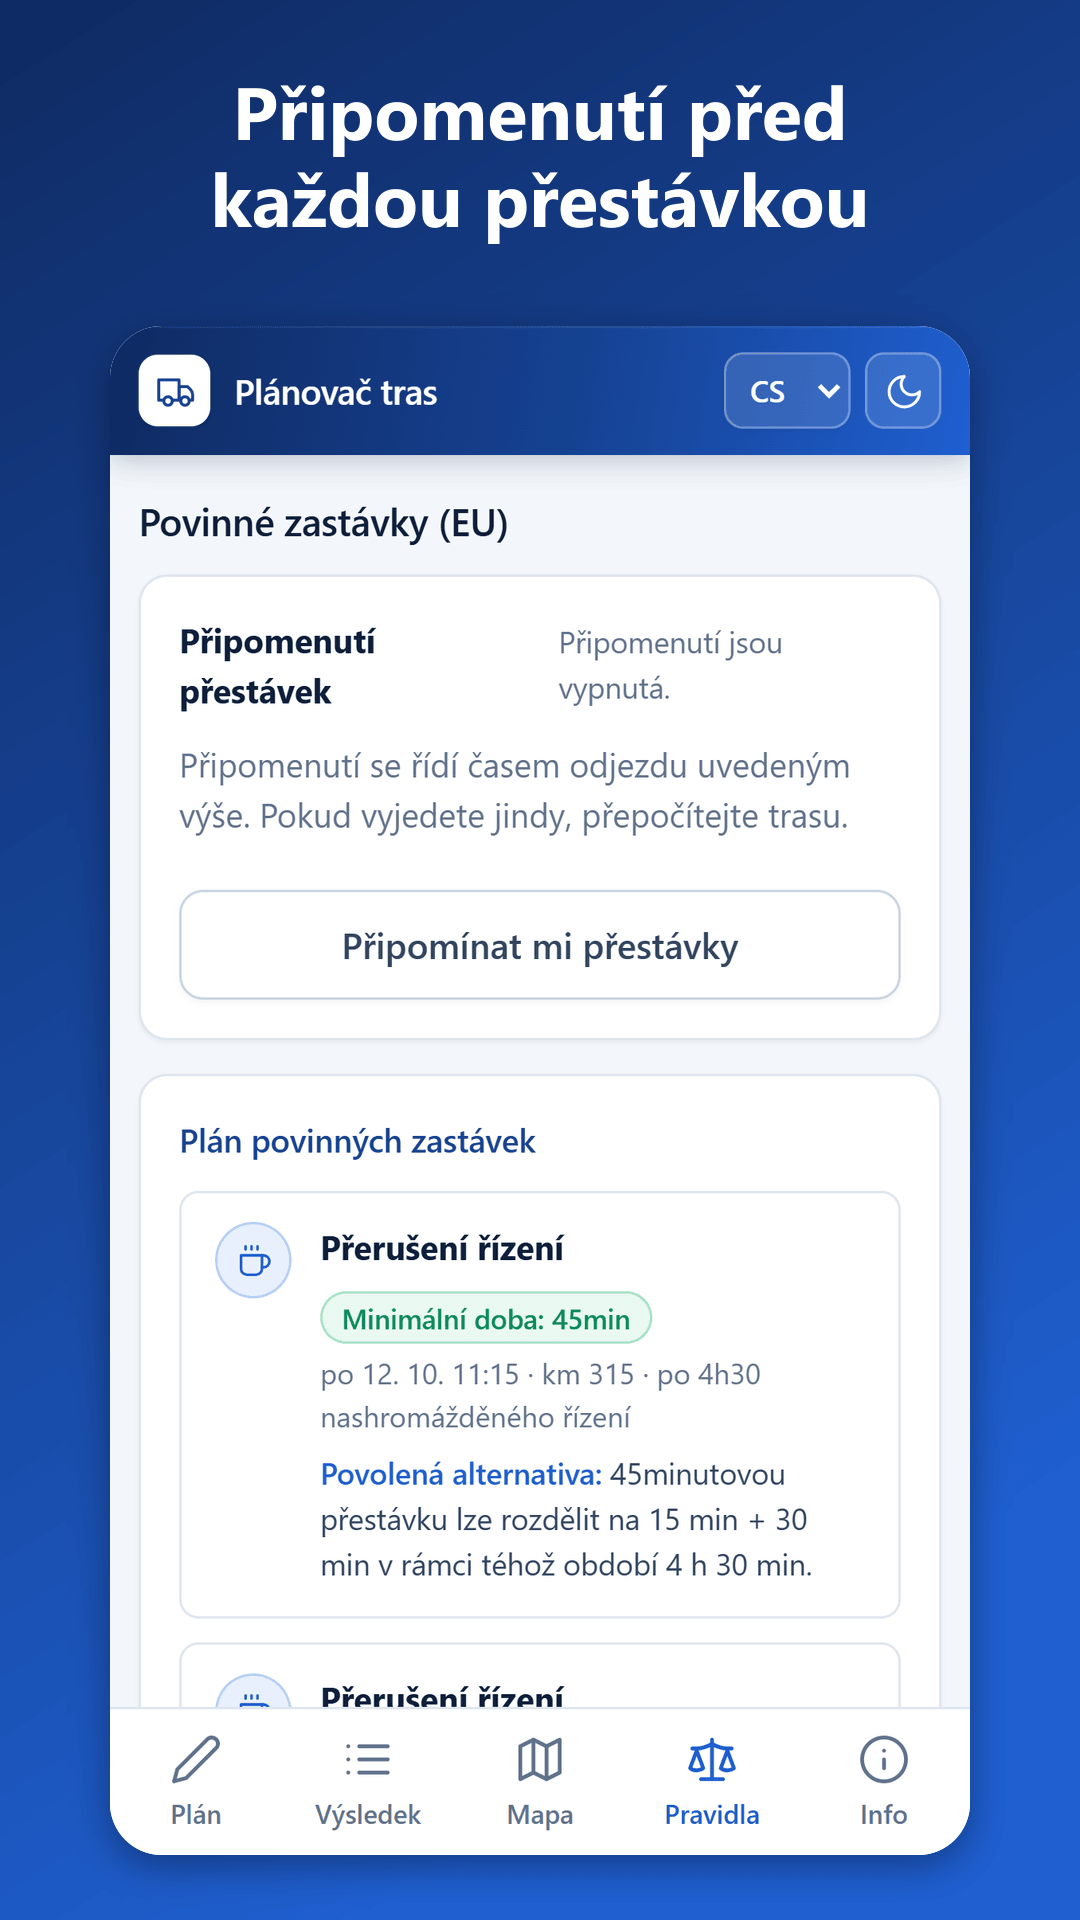 Připomenutí před
každou přestávkou
Plánovač tras
CS
Povinné zastávky (EU)
Připomenutí
přestávek
Připomenutí jsou
vypnutá.
Připomenutí se řídí časem odjezdu uvedeným
výše. Pokud vyjedete jindy, přepočítejte trasu.
Připomínat mi přestávky
Plán povinných zastávek
Přerušení řízení
Minimální doba: 45min
po 12. 10. 11:15 · km 315 · po 4h30
nashromážděného řízení
Povolená alternativa: 45minutovou
přestávku lze rozdělit na 15 min + 30
min v rámci téhož období 4 h 30 min.
Přerušení řízení
Plán
Výsledek
Mapa
Pravidla
Info